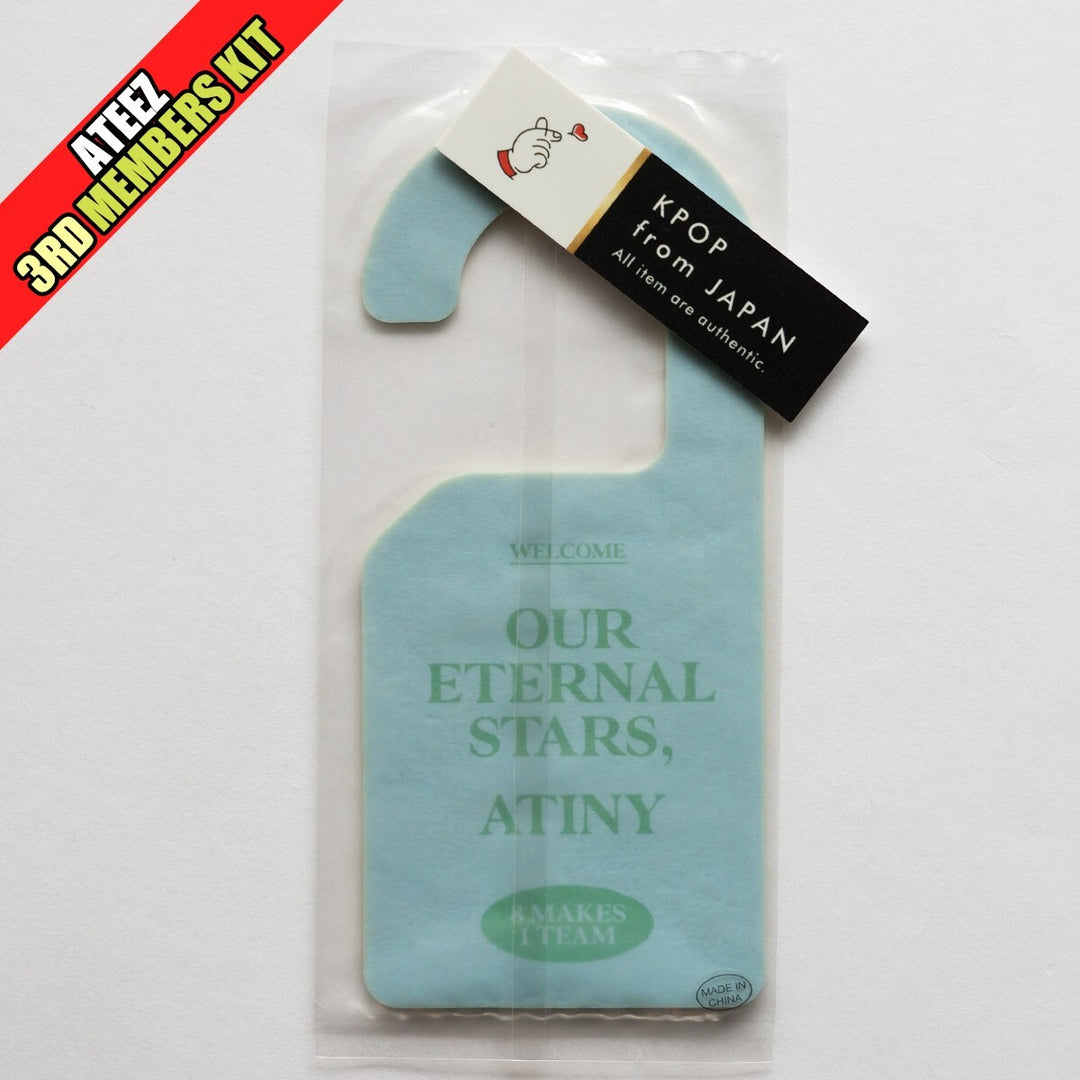 ATEEZ
3RD MEMBERS KIT
KPOP
from JAPAN
All item are authentic.
WELCOME
OUR
ETERNAL
STARS,
ATINY
8 MAKES
1 TEAM
MADE IN
CHINA